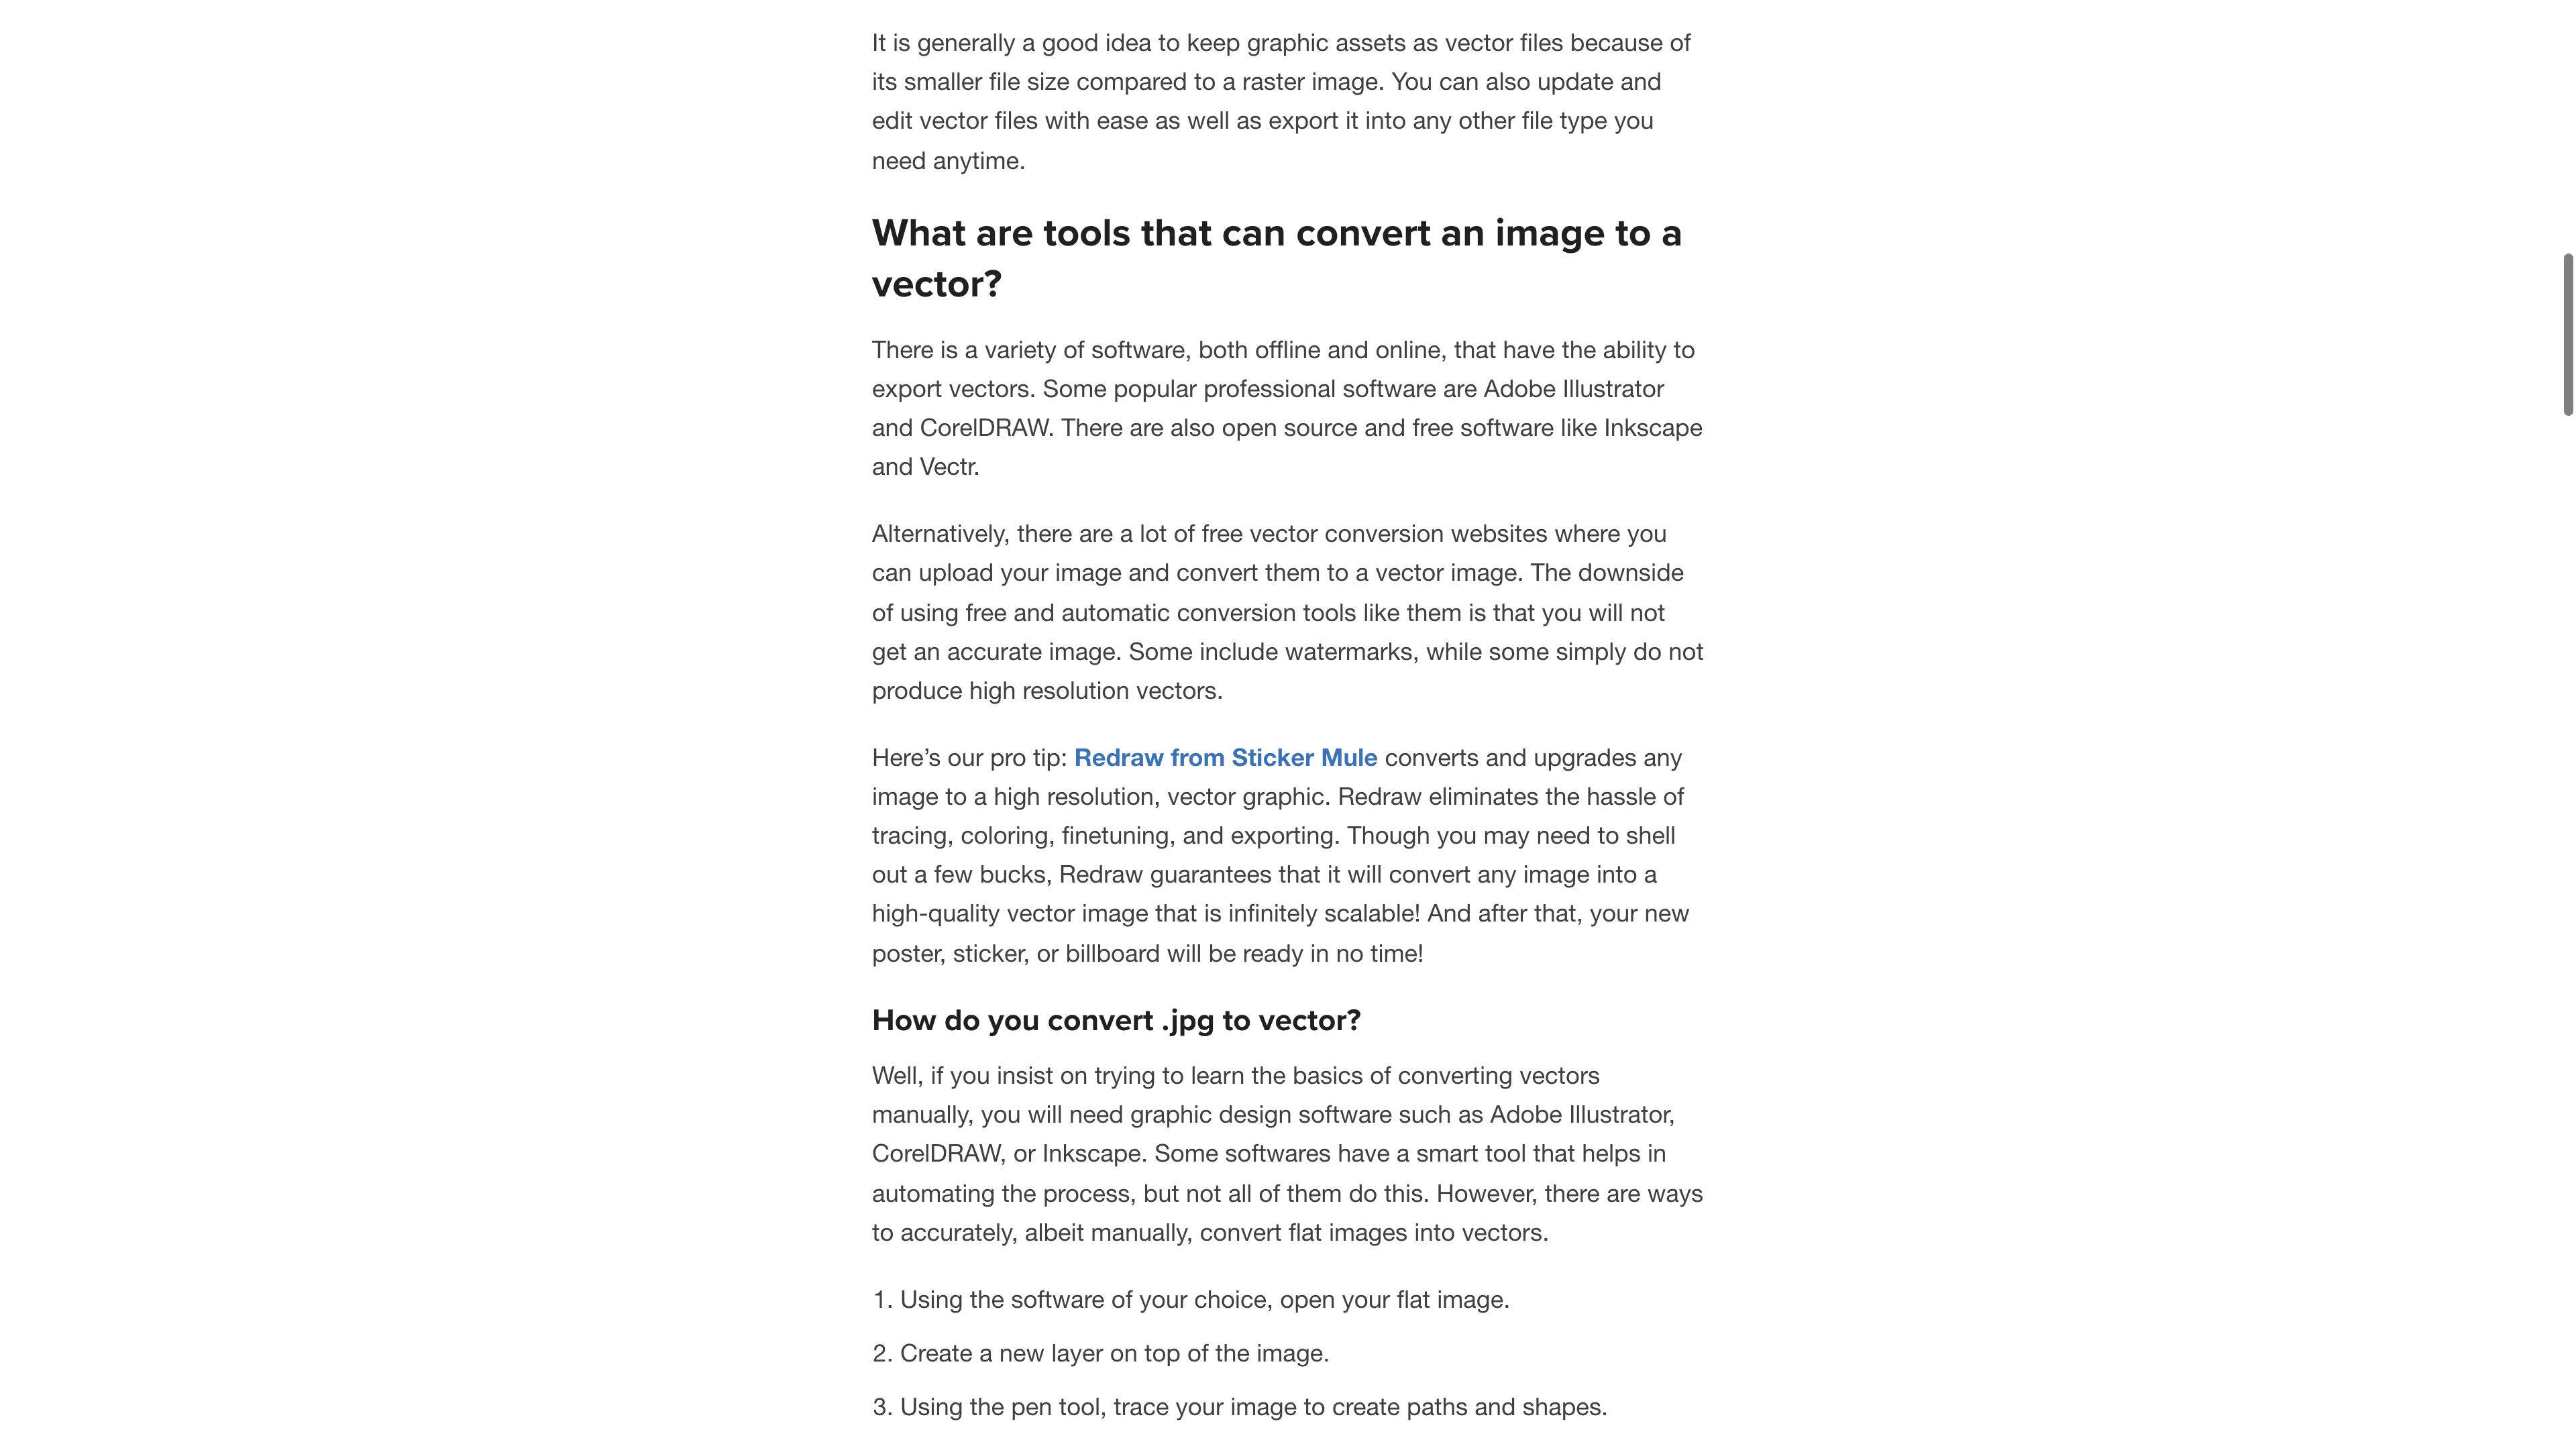 It is generally a good idea to keep graphic assets as vector files because of
its smaller file size compared to a raster image. You can also update and
edit vector files with ease as well as export it into any other file type you
need anytime.
What are tools that can convert an image to a
vector?
There is a variety of software, both offline and online, that have the ability to
export vectors. Some popular professional software are Adobe Illustrator
and CorelDRAW. There are also open source and free software like Inkscape
and Vectr.
Alternatively, there are a lot of free vector conversion websites where you
can upload your image and convert them to a vector image. The downside
of using free and automatic conversion tools like them is that you will not
get an accurate image. Some include watermarks, while some simply do not
produce high resolution vectors.
Here’s our pro tip: Redraw from Sticker Mule converts and upgrades any
image to a high resolution, vector graphic. Redraw eliminates the hassle of
tracing, coloring, finetuning, and exporting. Though you may need to shell
out a few bucks, Redraw guarantees that it will convert any image into a
high-quality vector image that is infinitely scalable! And after that, your new
poster, sticker, or billboard will be ready in no time!
How do you convert .jpg to vector?
Well, if you insist on trying to learn the basics of converting vectors
manually, you will need graphic design software such as Adobe Illustrator,
CorelDRAW, or Inkscape. Some softwares have a smart tool that helps in
automating the process, but not all of them do this. However, there are ways
to accurately, albeit manually, convert flat images into vectors.
1. Using the software of your choice, open your flat image.
2. Create a new layer on top of the image.
3. Using the pen tool, trace your image to create paths and shapes.